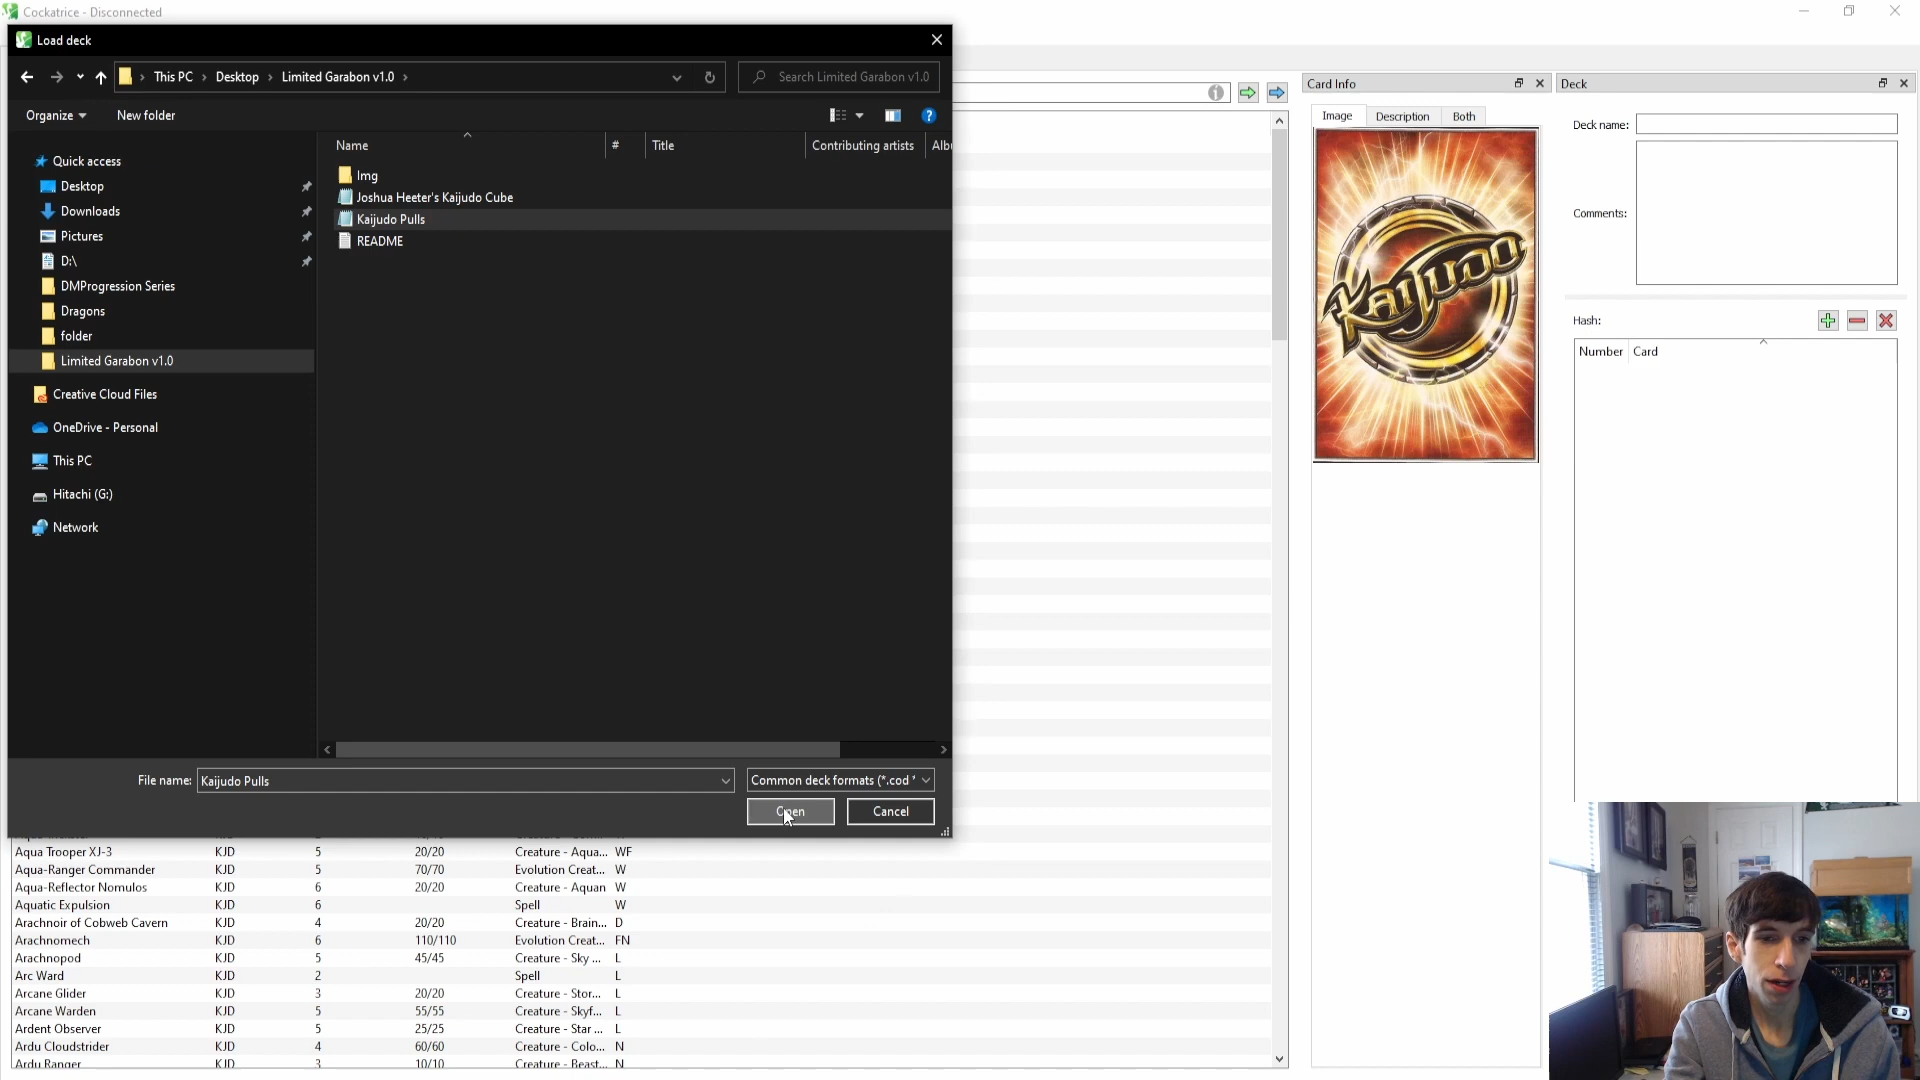 Cockatrice - Disconnected
Load deck
This PC > Desktop > Limited Garabon v1.0 >
Search Limited Garabon v1.0
Organize
New folder
Name
#
Title
Contributing artists
Alb
Quick access
Desktop
Downloads
Pictures
D:\
DMProgression Series
Dragons
folder
Limited Garabon v1.0
Creative Cloud Files
OneDrive - Personal
This PC
Hitachi (G:)
Network
Img
Joshua Heeter's Kaijudo Cube
Kaijudo Pulls
README
File name: Kaijudo Pulls
Common deck formats (*.cod *
Open
Cancel
Aqua Trooper XJ-3 KJD 5 20/20 Creature - Aqua... WF
Aqua-Ranger Commander KJD 5 70/70 Evolution Creat... W
Aqua-Reflector Nomulos KJD 6 20/20 Creature - Aquan W
Aquatic Expulsion KJD 6 Spell W
Arachnoir of Cobweb Cavern KJD 4 20/20 Creature - Brain... D
Arachnomech KJD 6 110/110 Evolution Creat... FN
Arachnopod KJD 5 45/45 Creature - Sky ... L
Arc Ward KJD 2 Spell L
Arcane Glider KJD 3 20/20 Creature - Stor... L
Arcane Warden KJD 5 55/55 Creature - Skyf... L
Ardent Observer KJD 5 25/25 Creature - Star ... L
Ardu Cloudstrider KJD 4 60/60 Creature - Colo... N
Ardu Ranger KJD 3 10/10 Creature - Beast... N
Card Info
Image
Description
Both
KAIJUDO
Deck
Deck name:
Comments:
Hash:
Number
Card